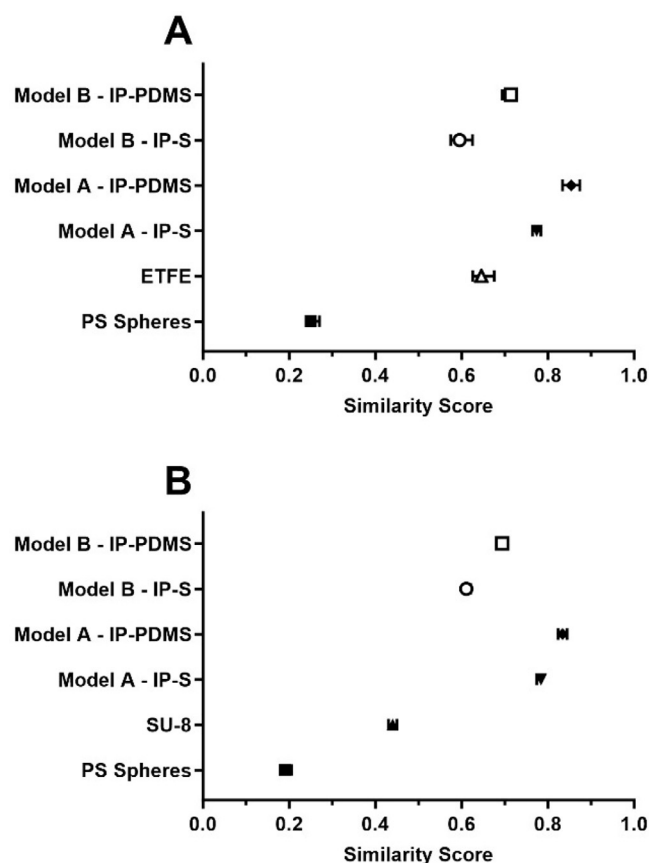 A
Model B - IP-PDMS
Model B - IP-S
Model A - IP-PDMS
Model A - IP-S
ETFE
PS Spheres
0.0 0.2 0.4 0.6 0.8 1.0
Similarity Score
B
Model B - IP-PDMS
Model B - IP-S
Model A - IP-PDMS
Model A - IP-S
SU-8
PS Spheres
0.0 0.2 0.4 0.6 0.8 1.0
Similarity Score